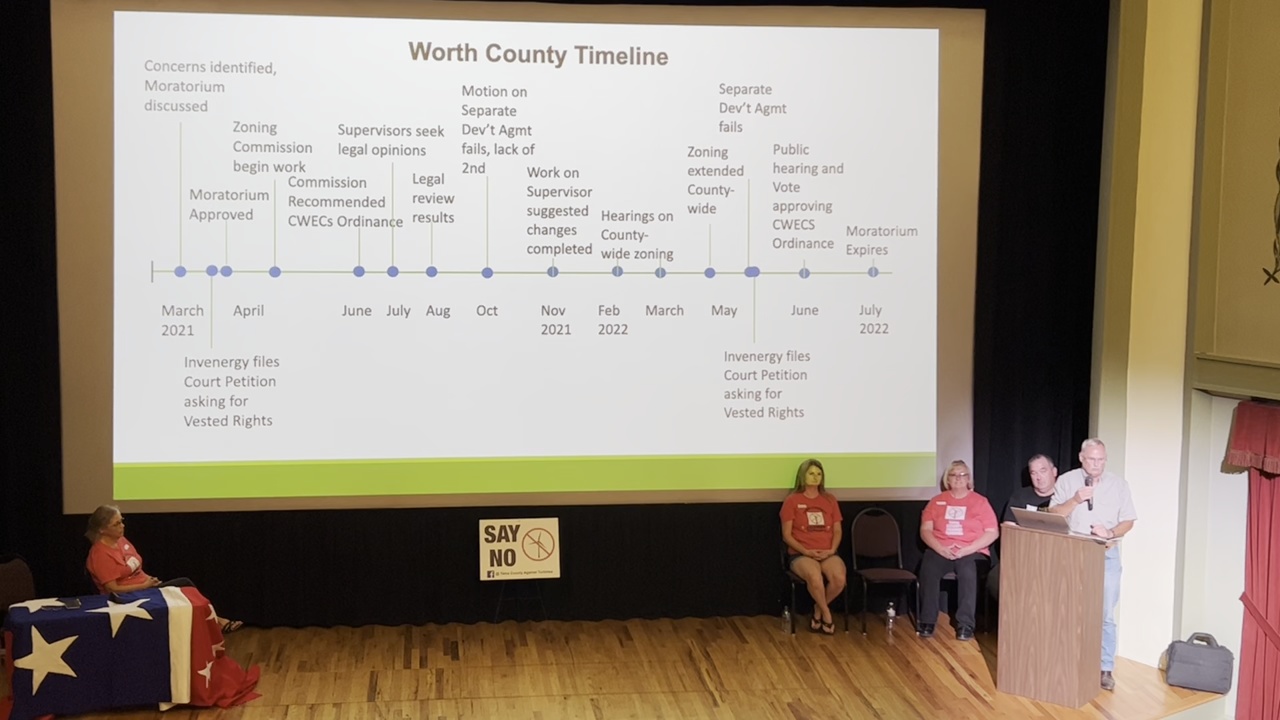 Worth County Timeline
Concerns identified,
Moratorium
discussed
Moratorium
Approved
Zoning
Commission
begin work
Commission
Recommended
CWECs Ordinance
Supervisors seek
legal opinions
Legal
review
results
Motion on
Separate
Dev't Agmt
fails, lack of
2nd
Work on
Supervisor
suggested
changes
completed
Hearings on
County-
wide zoning
Zoning
extended
County-
wide
Separate
Dev't Agmt
fails
Public
hearing and
Vote
approving
CWECS
Ordinance
Moratorium
Expires
March
2021
April
June
July
Aug
Oct
Nov
2021
Feb
2022
March
May
June
July
2022
Invenergy files
Court Petition
asking for
Vested Rights
Invenergy files
Court Petition
asking for
Vested Rights
SAY
NO
County Against Turbines